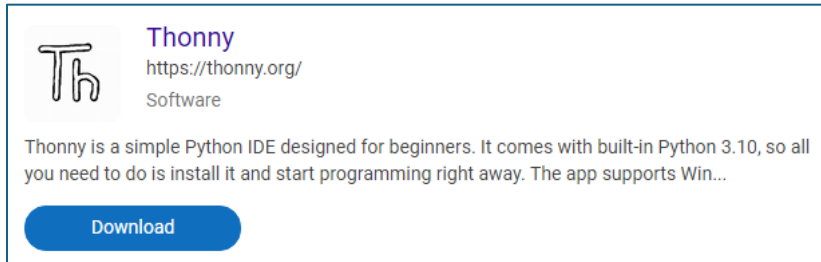 Th
Thonny
https://thonny.org/
Software
Thonny is a simple Python IDE designed for beginners. It comes with built-in Python 3.10, so all
you need to do is install it and start programming right away. The app supports Win...
Download